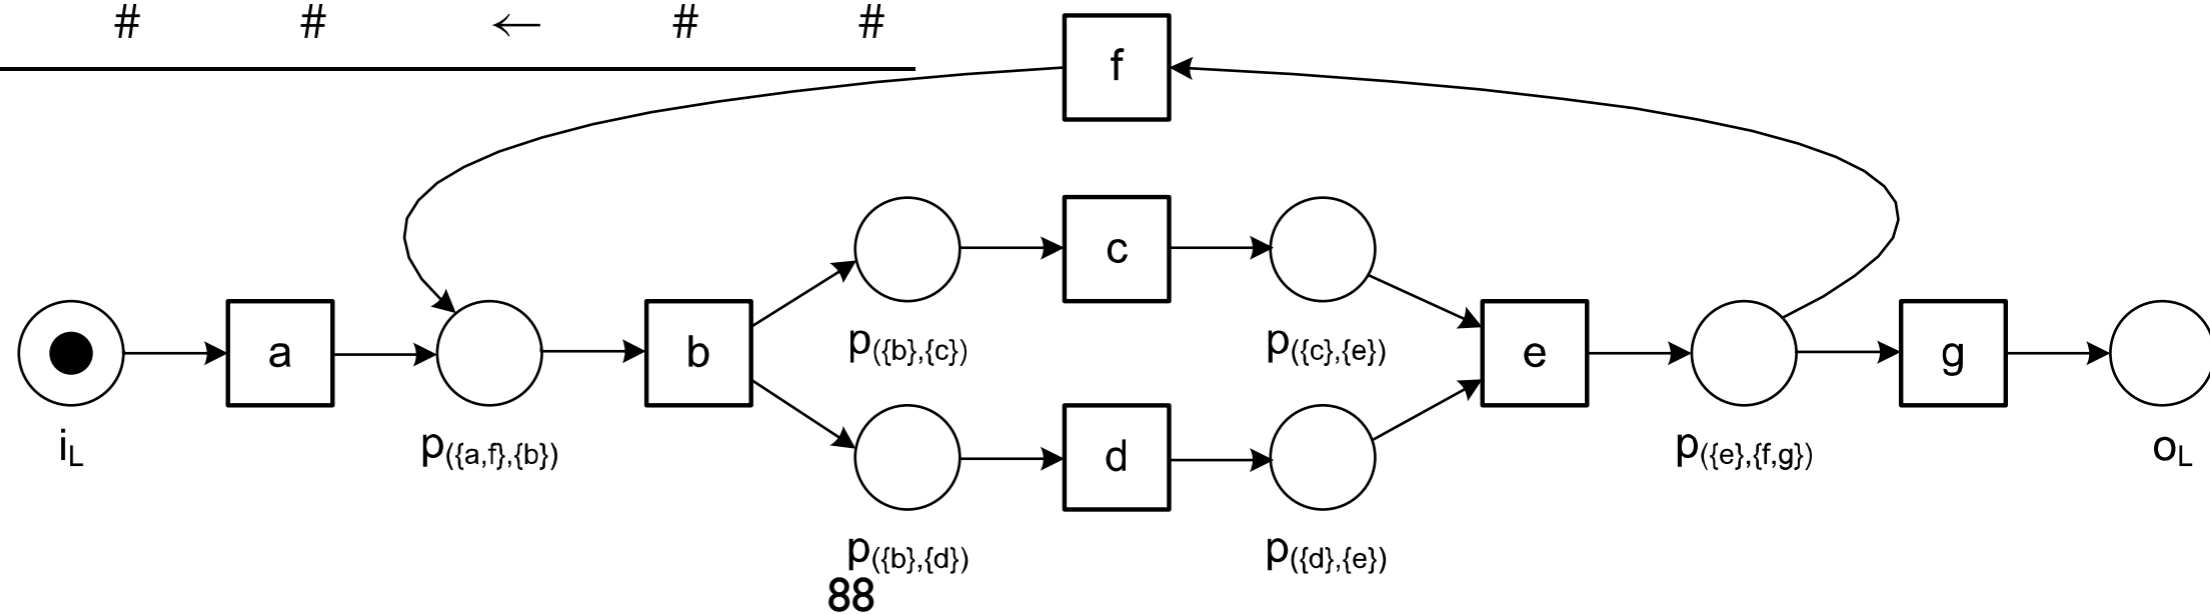 # # ← # #
f
c
a b e g
p({b},{c}) p({c},{e})
d
iL p({a,f},{b}) p({e},{f,g}) oL
p({b},{d}) p({d},{e})
88